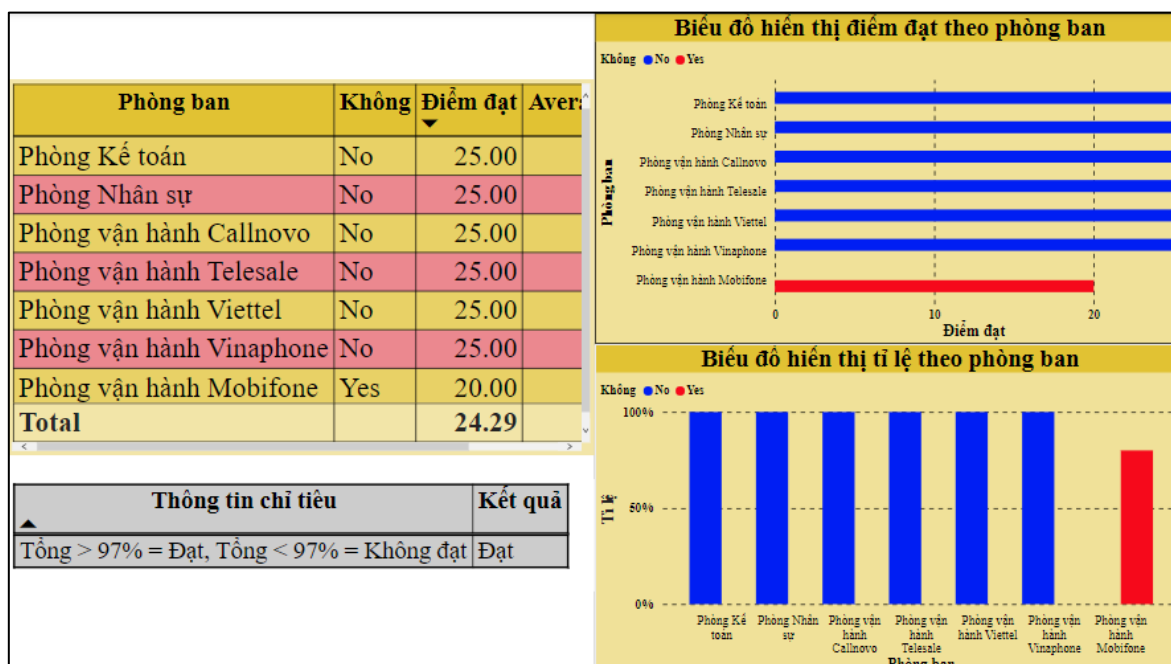 Phòng ban Không Điểm đạt Avera
Phòng Kế toán No 25.00
Phòng Nhân sự No 25.00
Phòng vận hành Callnovo No 25.00
Phòng vận hành Telesale No 25.00
Phòng vận hành Viettel No 25.00
Phòng vận hành Vinaphone No 25.00
Phòng vận hành Mobifone Yes 20.00
Total 24.29
Thông tin chỉ tiêu Kết quả
Tổng > 97% = Đạt, Tổng < 97% = Không đạt Đạt
Biểu đồ hiển thị điểm đạt theo phòng ban
Không No Yes
Phòng ban
Phòng Kế toán
Phòng Nhân sự
Phòng vận hành Callnovo
Phòng vận hành Telesale
Phòng vận hành Viettel
Phòng vận hành Vinaphone
Phòng vận hành Mobifone
0 10 20
Điểm đạt
Biểu đồ hiển thị tỉ lệ theo phòng ban
Không No Yes
Tỉ lệ
100%
50%
0%
Phòng Kế Phòng Nhân Phòng vận Phòng vận Phòng vận Phòng vận Phòng vận
toán sự hành hành hành Viettel hành hành
Callnovo Telesale Vinaphone Mobifone
Phòng ban